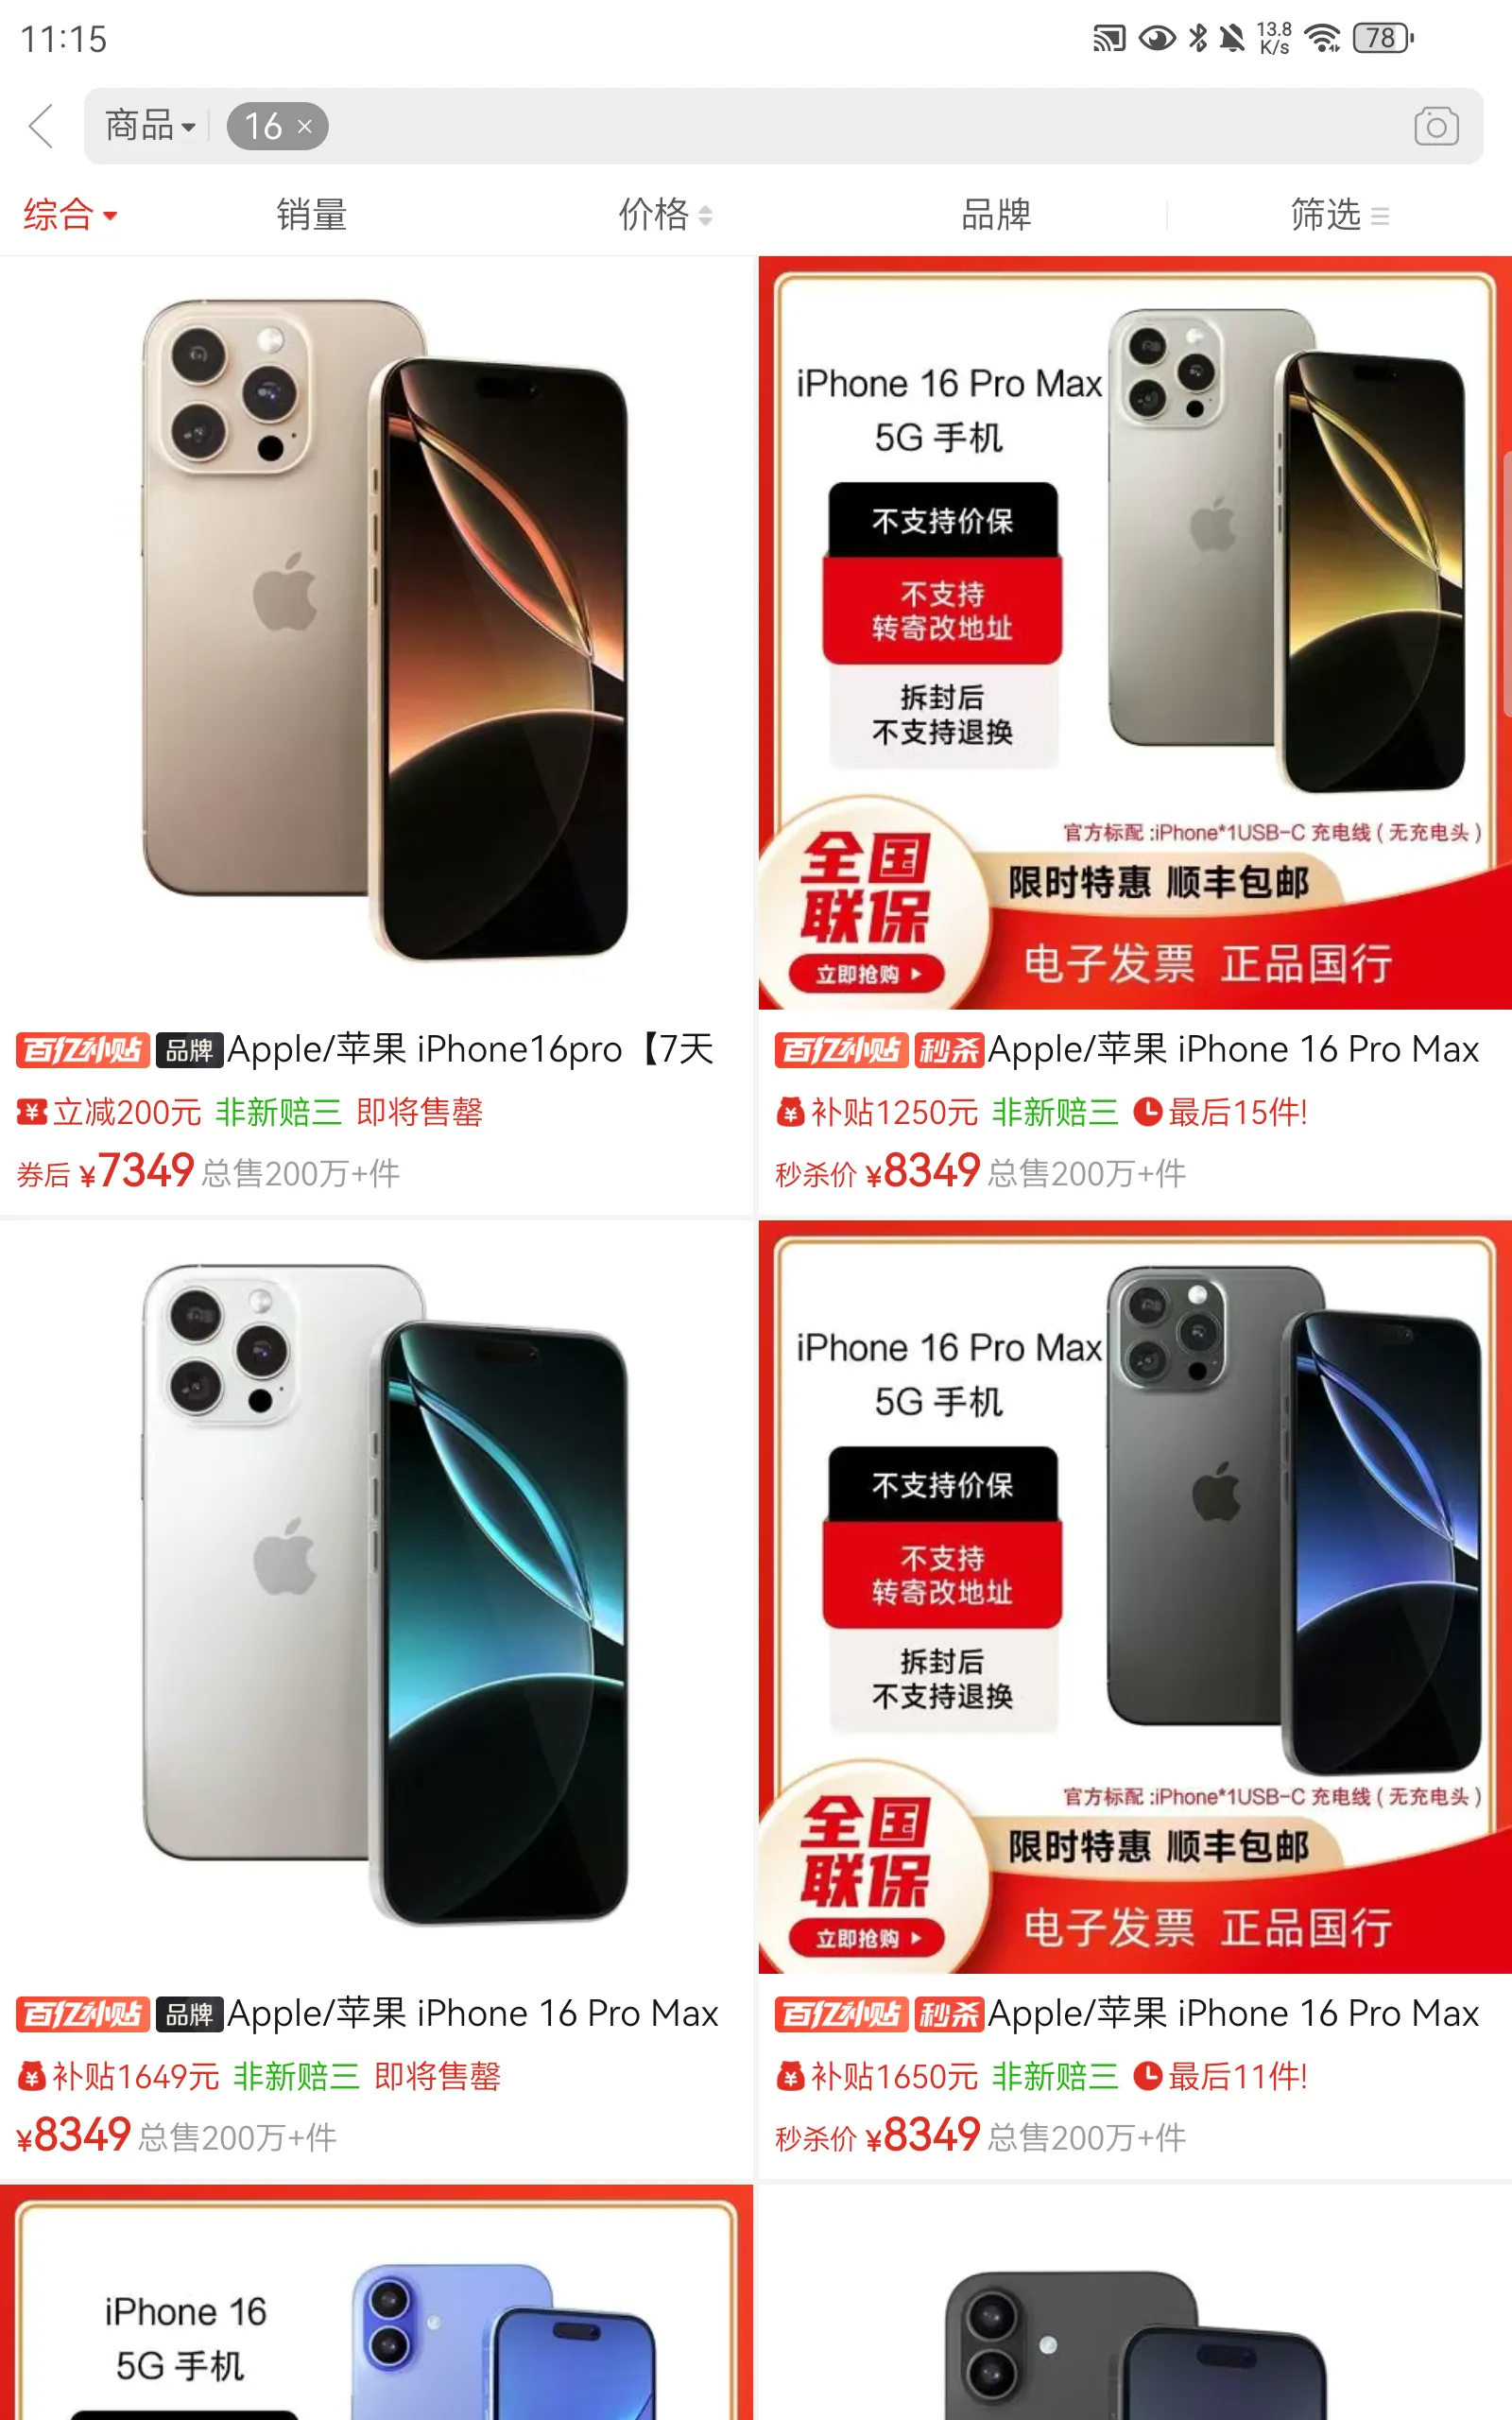 11:15
13.8
K/s
78
商品
16 ×
综合 销量 价格 品牌 筛选
iPhone 16 Pro Max
5G 手机
不支持价保
不支持
转寄改地址
拆封后
不支持退换
官方标配 :iPhone*1USB-C 充电线 ( 无充电头 )
全国
联保
立即抢购
限时特惠 顺丰包邮
电子发票 正品国行
百亿补贴 品牌 Apple/苹果 iPhone16pro【7天
立减200元 非新赔三 即将售罄
券后 ¥7349 总售200万+件
百亿补贴 秒杀 Apple/苹果 iPhone 16 Pro Max
补贴1250元 非新赔三 最后15件!
秒杀价 ¥8349 总售200万+件
iPhone 16 Pro Max
5G 手机
不支持价保
不支持
转寄改地址
拆封后
不支持退换
官方标配 :iPhone*1USB-C 充电线 ( 无充电头 )
全国
联保
立即抢购
限时特惠 顺丰包邮
电子发票 正品国行
百亿补贴 品牌 Apple/苹果 iPhone 16 Pro Max
补贴1649元 非新赔三 即将售罄
¥8349 总售200万+件
百亿补贴 秒杀 Apple/苹果 iPhone 16 Pro Max
补贴1650元 非新赔三 最后11件!
秒杀价 ¥8349 总售200万+件
iPhone 16
5G 手机